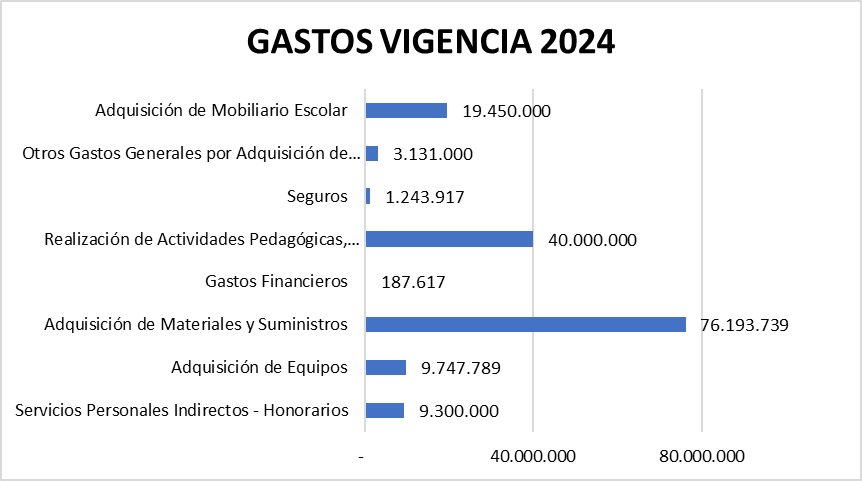 GASTOS VIGENCIA 2024
Adquisición de Mobiliario Escolar 19.450.000
Otros Gastos Generales por Adquisición de... 3.131.000
Seguros 1.243.917
Realización de Actividades Pedagógicas,... 40.000.000
Gastos Financieros 187.617
Adquisición de Materiales y Suministros 76.193.739
Adquisición de Equipos 9.747.789
Servicios Personales Indirectos - Honorarios 9.300.000
- 40.000.000 80.000.000